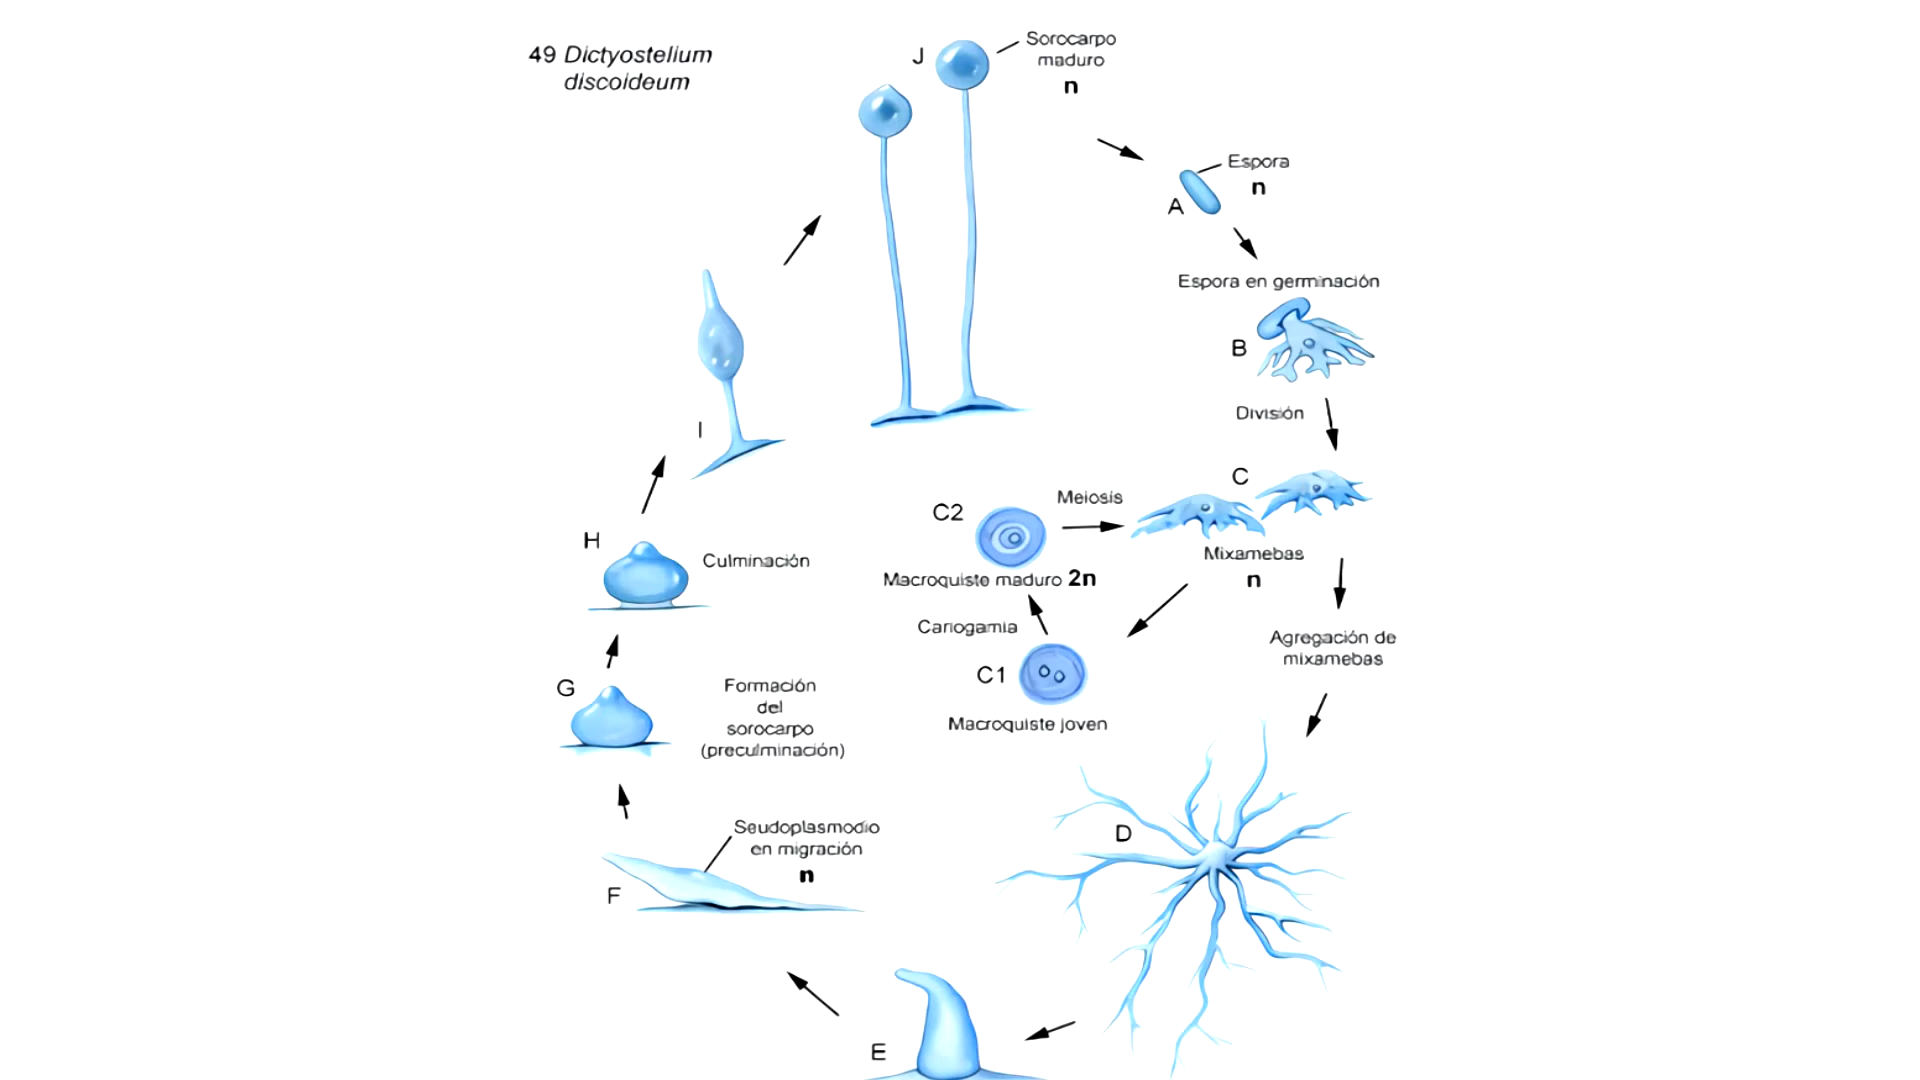 49 Dictyostelium
discoideum
J
Sorocarpo
maduro
n
Espora
n
A
Espora en germinación
B
División
C
Mixamebas
n
Meiosis
C2
Macroquiste maduro 2n
Cariogamia
C1
Macroquiste joven
Agregación de
mixamebas
D
E
Seudoplasmodio
en migración
n
F
G
Formación
del
sorocarpo
(preculminación)
H
Culminación
I